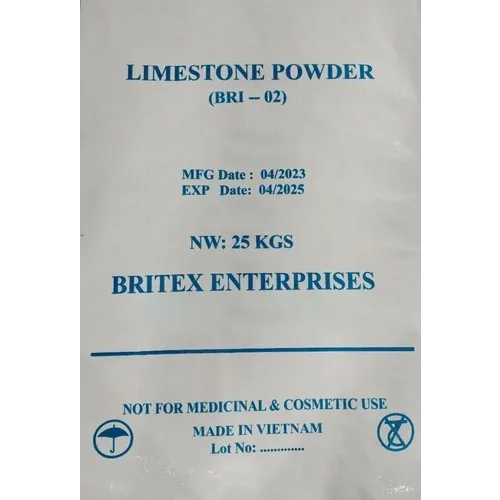 LIMESTONE POWDER
(BRI -- 02)
MFG Date : 04/2023
EXP Date: 04/2025
NW: 25 KGS
BRITEX ENTERPRISES
NOT FOR MEDICINAL & COSMETIC USE
MADE IN VIETNAM
Lot No: .............